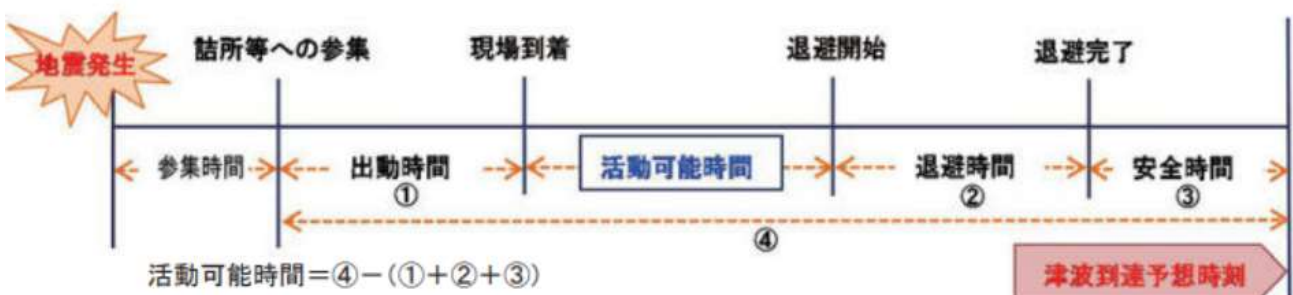 地震発生
詰所等への参集
現場到着
退避開始
退避完了
参集時間
出動時間
①
活動可能時間
退避時間
②
安全時間
③
④
活動可能時間=④-(①+②+③)
津波到達予想時刻